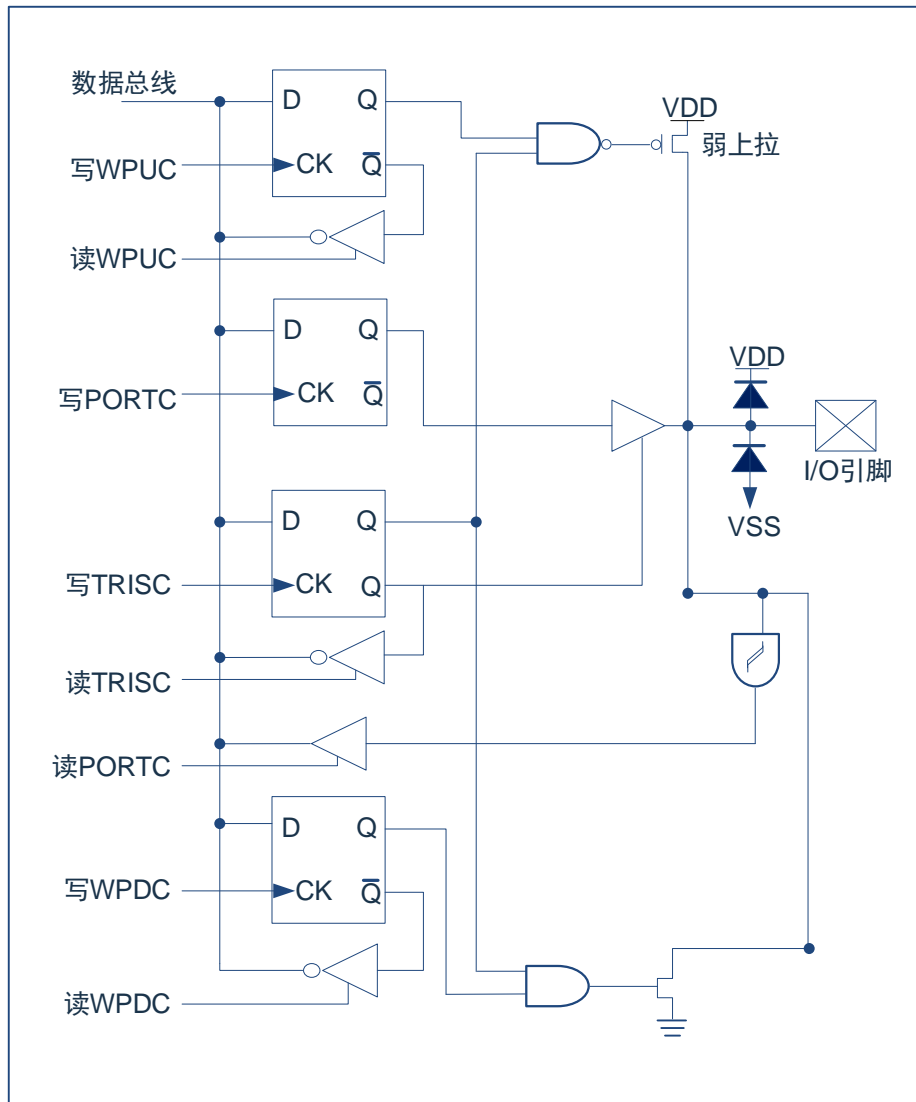 数据总线
D Q
VDD
弱上拉
写WPUC
CK Q
读WPUC
D Q
写PORTC
CK Q
VDD
I/O引脚
VSS
D Q
写TRISC
CK Q
读TRISC
读PORTC
D Q
写WPDC
CK Q
读WPDC